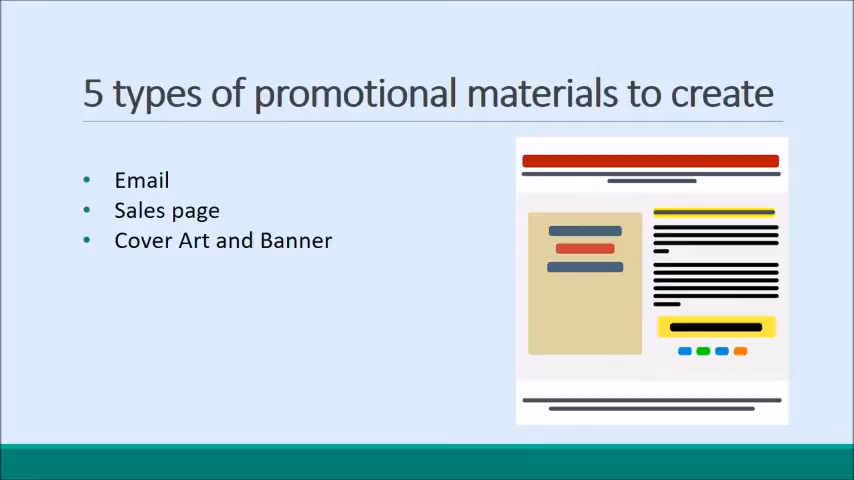 5 types of promotional materials to create
• Email
• Sales page
• Cover Art and Banner